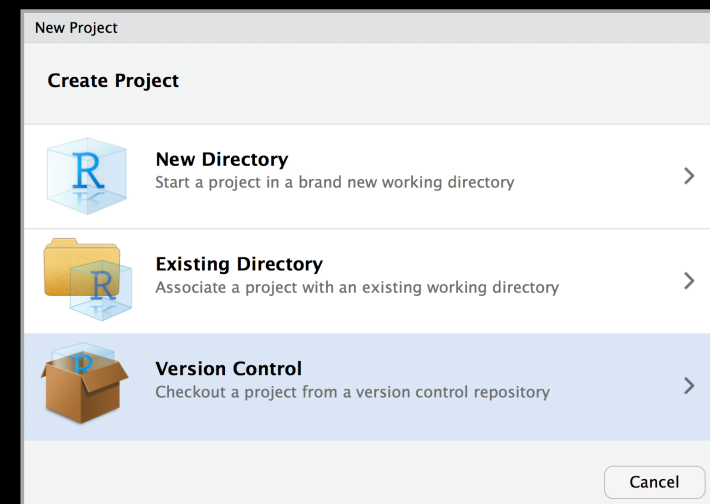 New Project
Create Project
R
New Directory
Start a project in a brand new working directory
R
Existing Directory
Associate a project with an existing working directory
R
Version Control
Checkout a project from a version control repository
Cancel